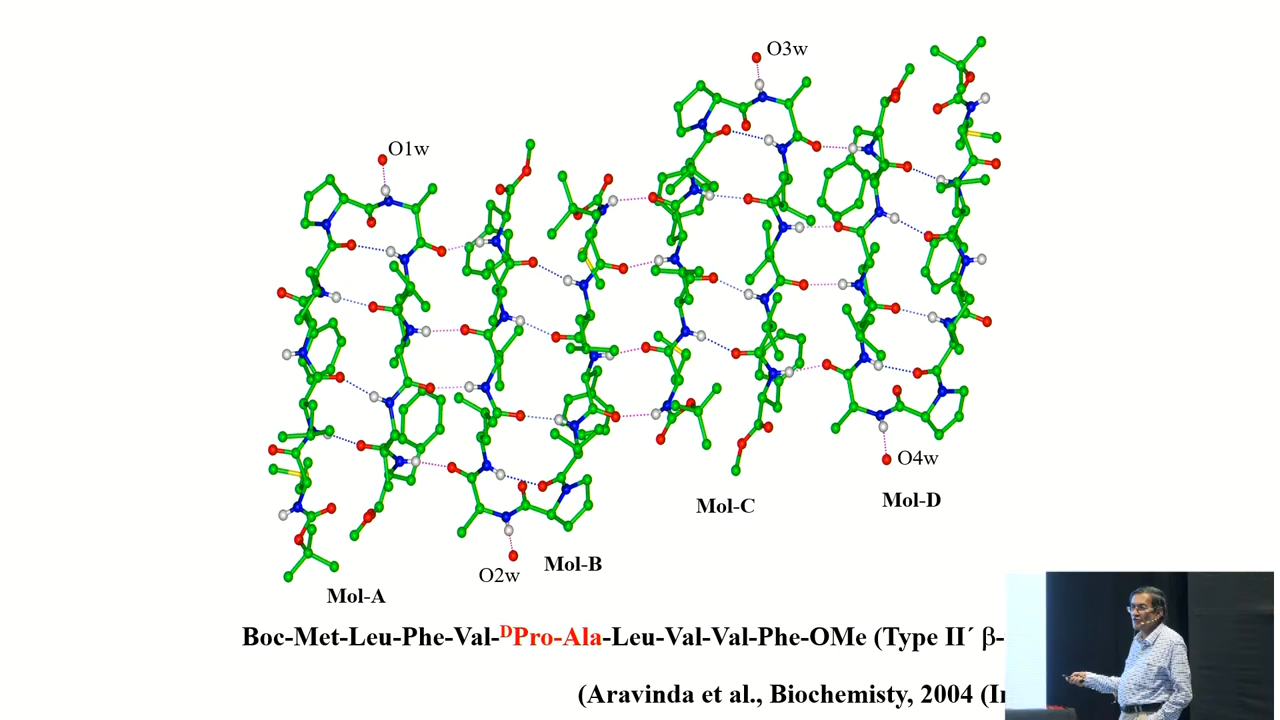 O3w
O1w
Mol-C
Mol-D
O4w
O2w
Mol-B
Mol-A
Boc-Met-Leu-Phe-Val-ᴰPro-Ala-Leu-Val-Val-Phe-OMe (Type II´ β-
(Aravinda et al., Biochemisty, 2004 (I